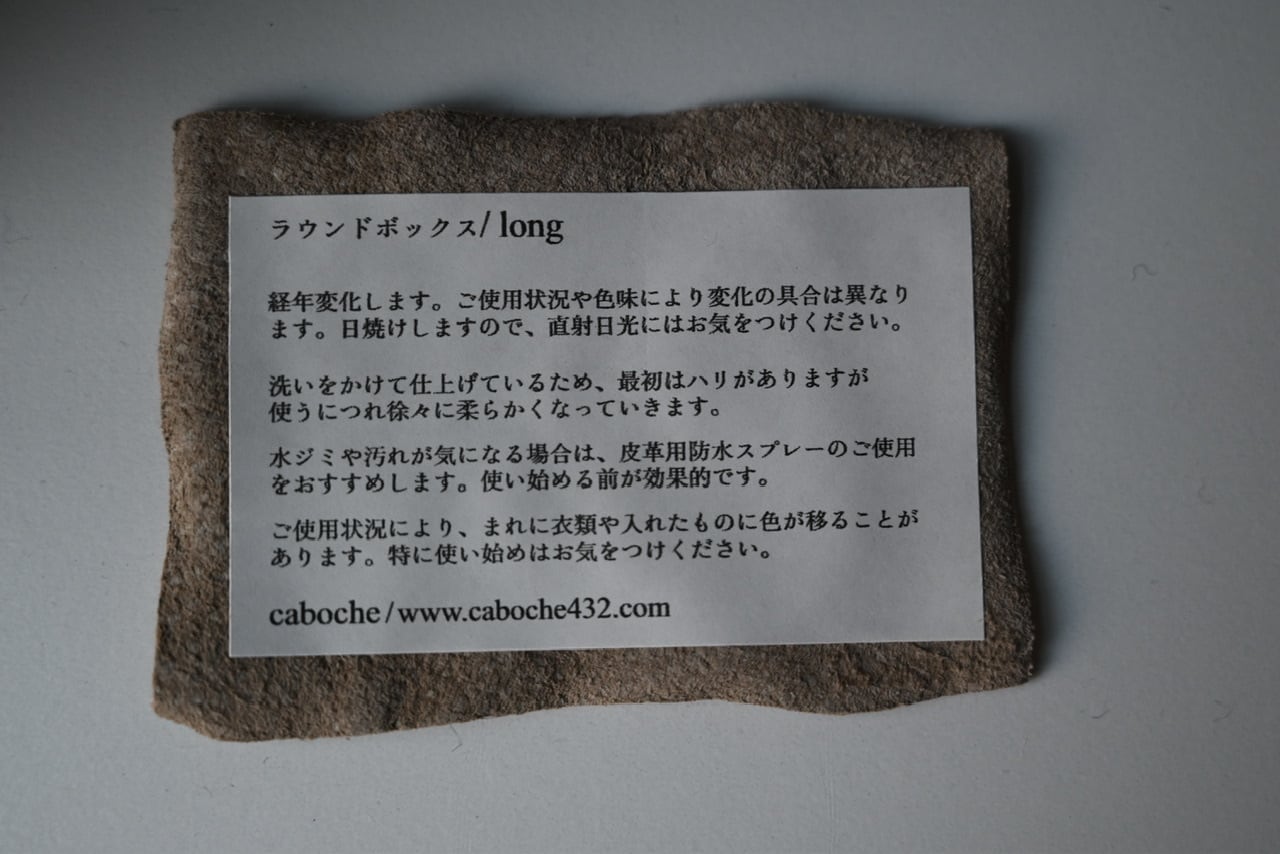 ラウンドボックス/ long
経年変化します。ご使用状況や色味により変化の具合は異なり
ます。日焼けしますので、直射日光にはお気をつけください。
洗いをかけて仕上げているため、最初はハリがありますが
使うにつれ徐々に柔らかくなっていきます。
水ジミや汚れが気になる場合は、皮革用防水スプレーのご使用
をおすすめします。使い始める前が効果的です。
ご使用状況により、まれに衣類や入れたものに色が移ることが
あります。特に使い始めはお気をつけください。
caboche / www.caboche432.com